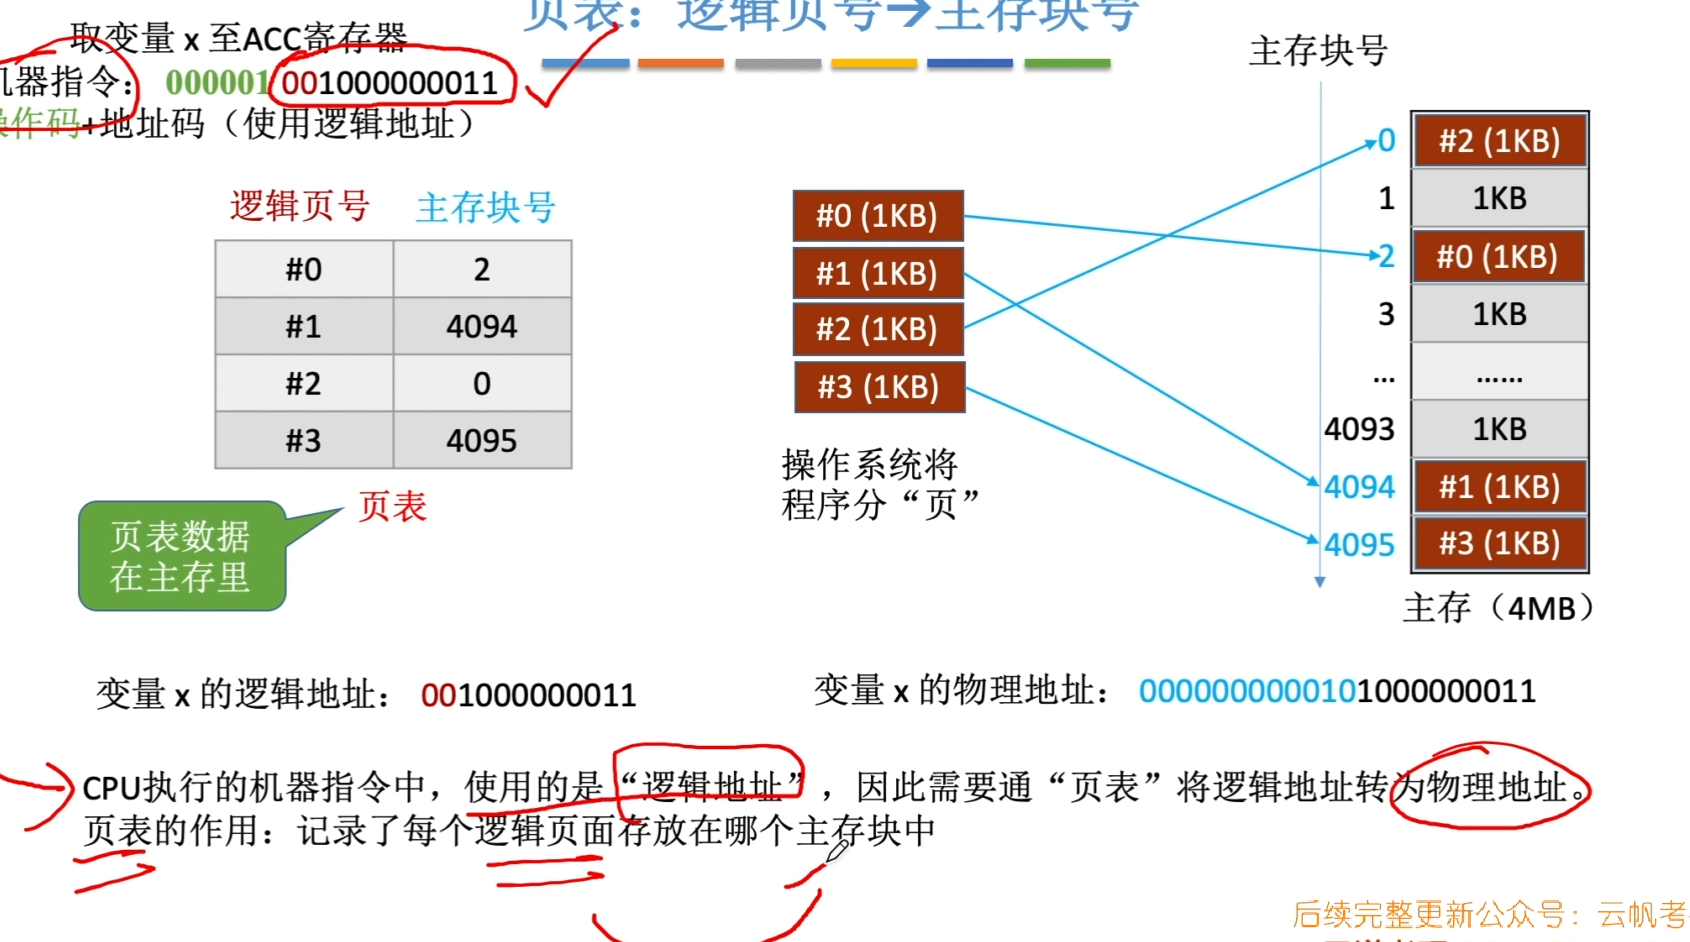 页表：逻辑页号→主存块号
取变量 x 至ACC寄存器
机器指令： 000001 001000000011
操作码+地址码（使用逻辑地址）
逻辑页号 主存块号
#0 2
#1 4094
#2 0
#3 4095
页表
页表数据
在主存里
#0 (1KB)
#1 (1KB)
#2 (1KB)
#3 (1KB)
操作系统将
程序分“页”
主存块号
0 #2 (1KB)
1 1KB
2 #0 (1KB)
3 1KB
... ......
4093 1KB
4094 #1 (1KB)
4095 #3 (1KB)
主存（4MB）
变量 x 的逻辑地址： 001000000011
变量 x 的物理地址： 0000000000101000000011
CPU执行的机器指令中，使用的是“逻辑地址”，因此需要通“页表”将逻辑地址转为物理地址。
页表的作用：记录了每个逻辑页面存放在哪个主存块中
后续完整更新公众号：云帆考